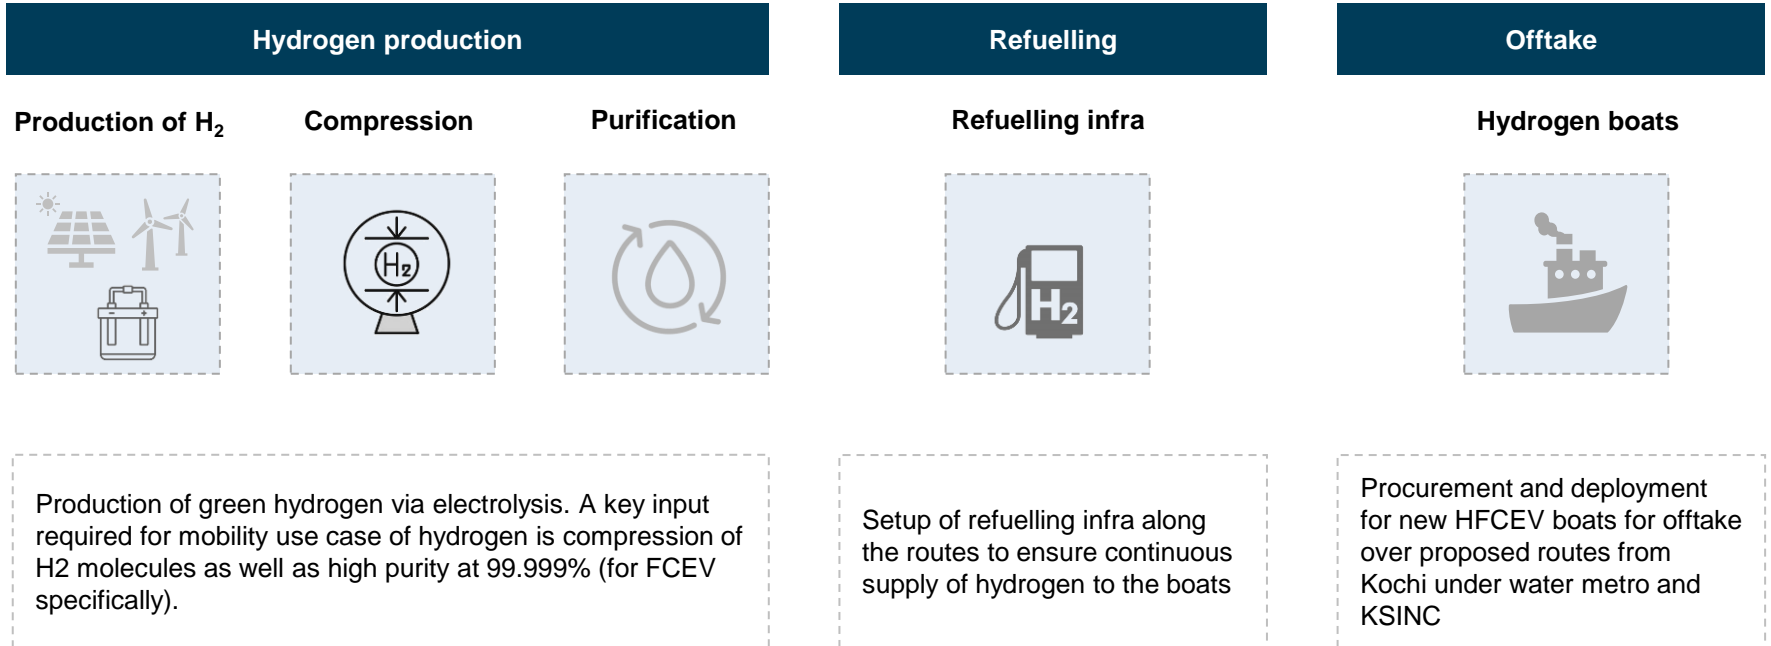 Hydrogen production
Refuelling
Offtake
Production of H2
Compression
Purification
Refuelling infra
Hydrogen boats
H2
- +
H2
Production of green hydrogen via electrolysis. A key input
required for mobility use case of hydrogen is compression of
H2 molecules as well as high purity at 99.999% (for FCEV
specifically).
Setup of refuelling infra along
the routes to ensure continuous
supply of hydrogen to the boats
Procurement and deployment
for new HFCEV boats for offtake
over proposed routes from
Kochi under water metro and
KSINC